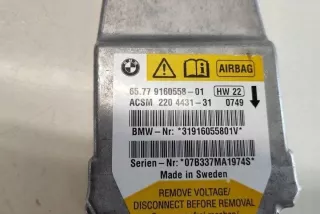 AIRBAG
65.77 9160558-01 HW 22
ACSM 220 4431-31 0749
BMW-Nr: *31916055801V*
Serien-Nr: *07B337MA1974S*
Made in Sweden
REMOVE VOLTAGE/
DISCONNECT BEFORE
REMOVAL